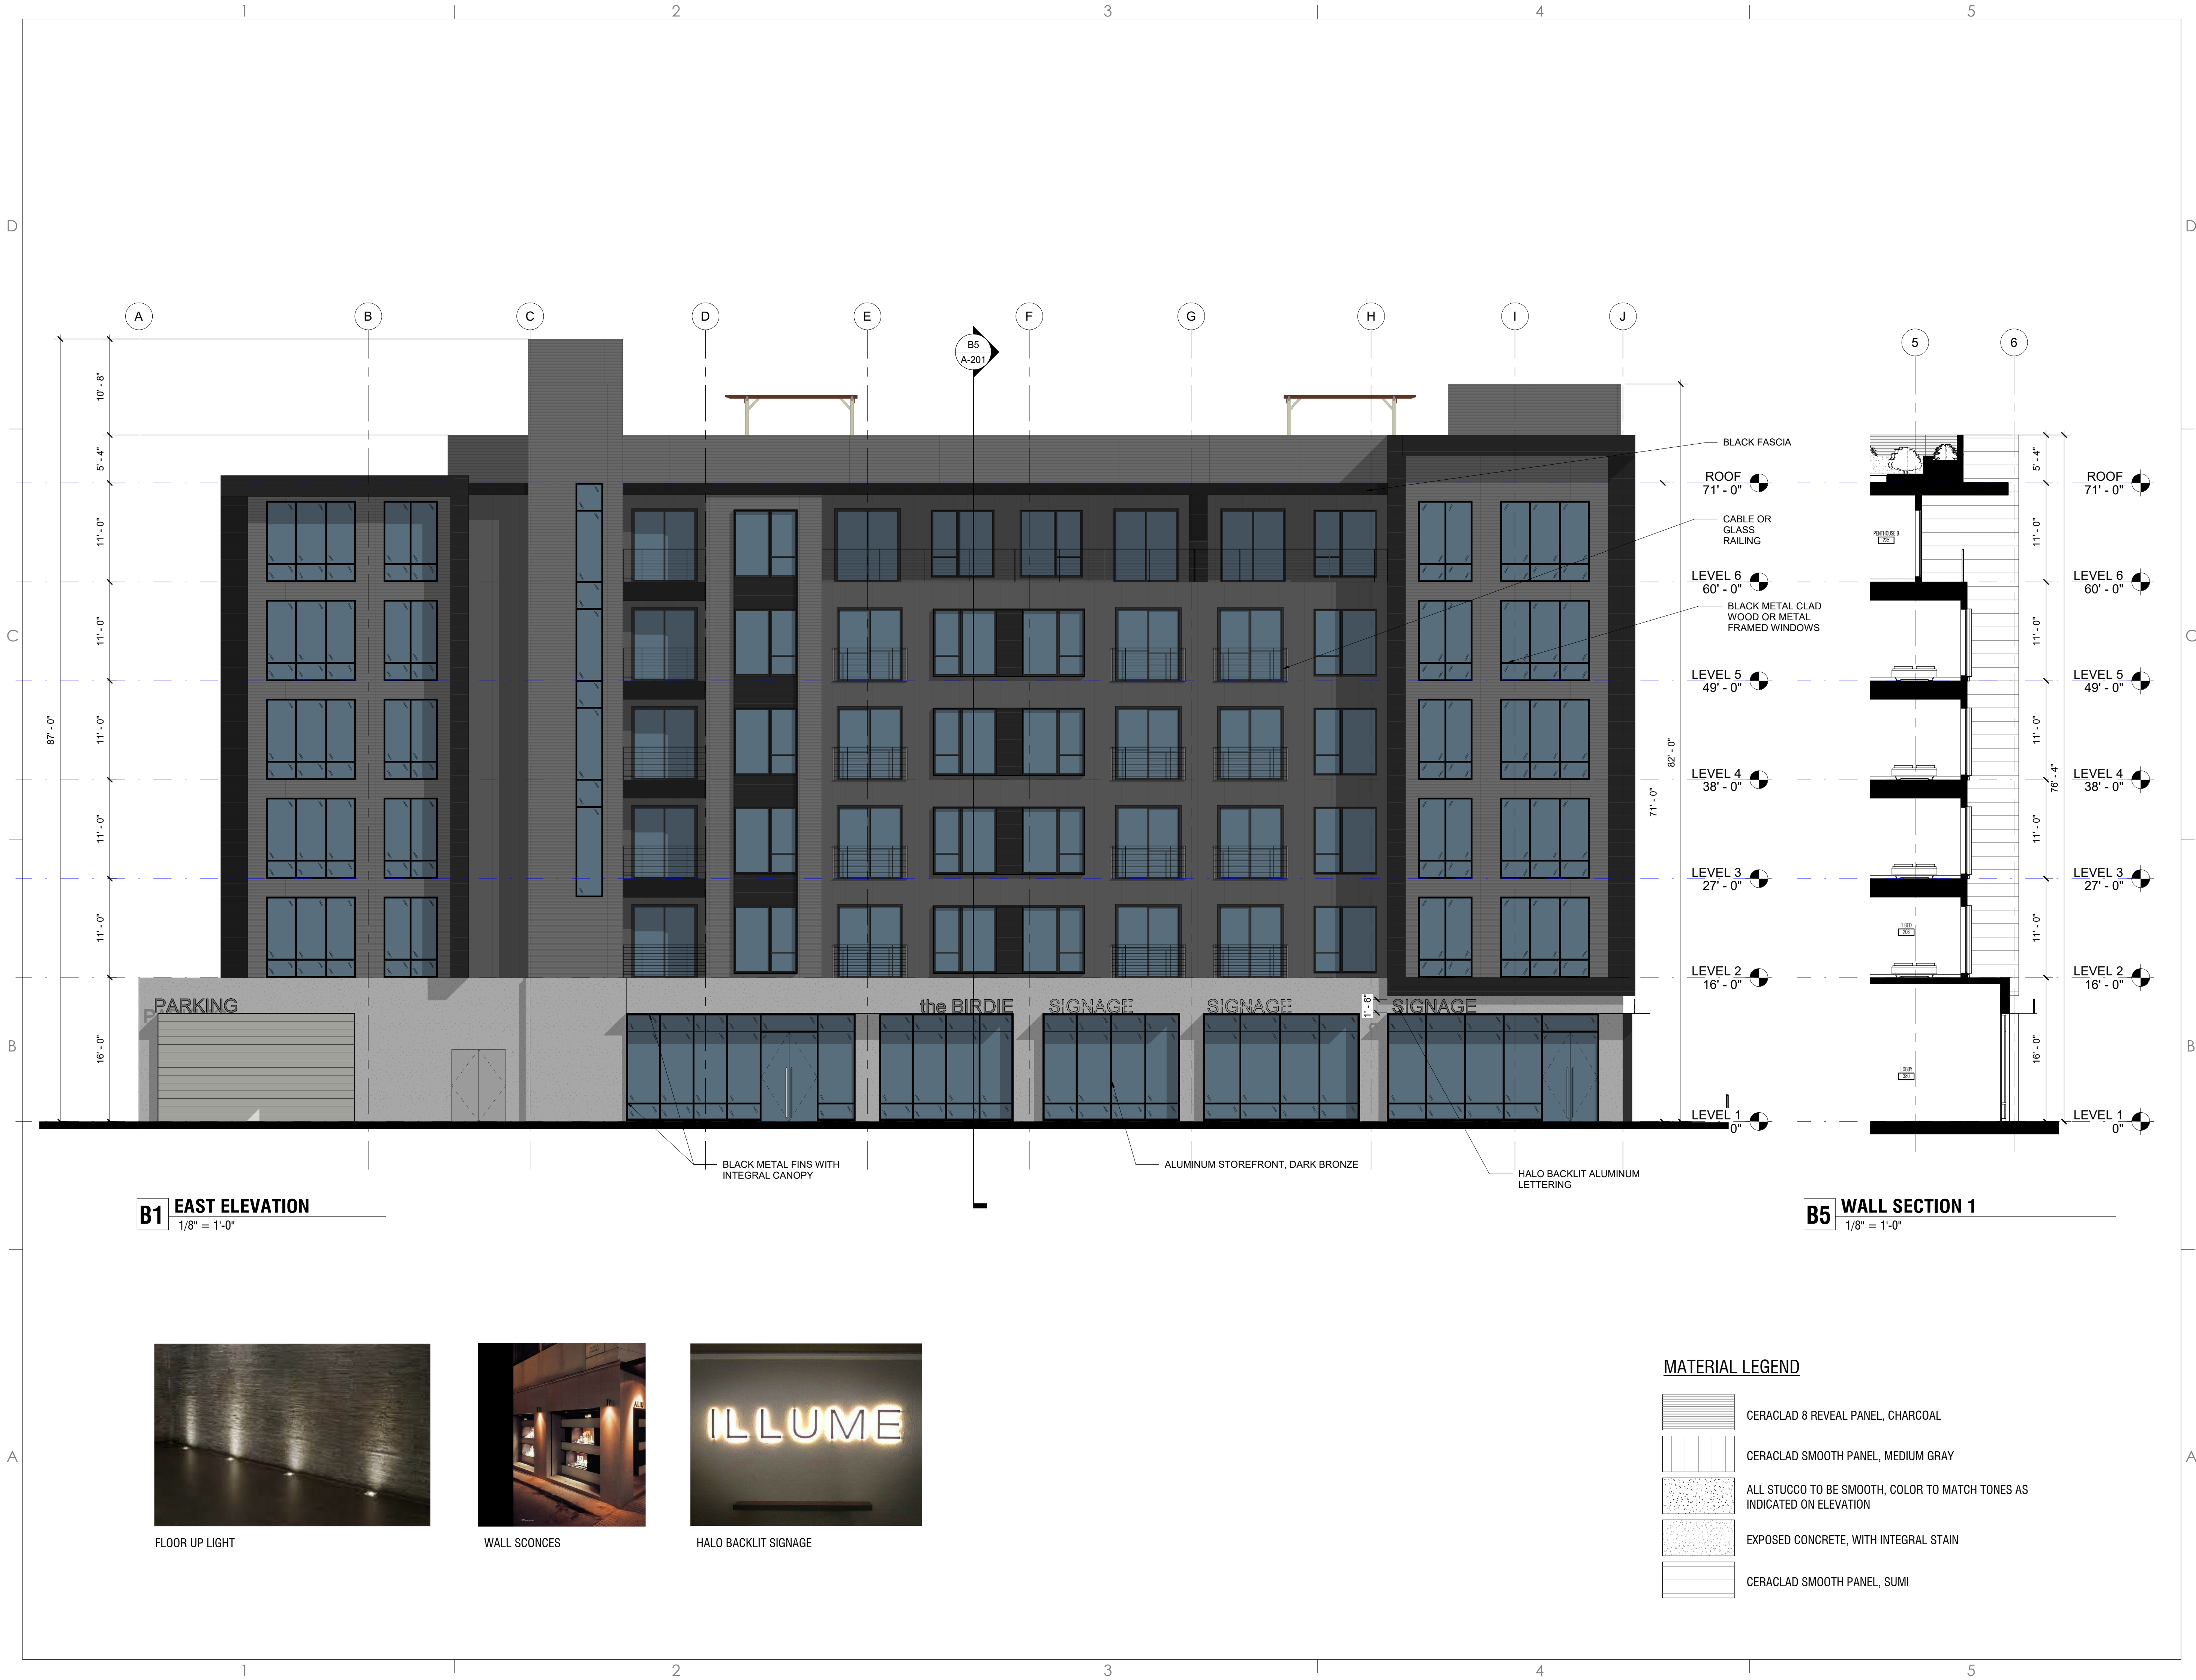 1
2
3
4
5
D
D
A
B
C
D
E
F
G
H
I
J
B5
A-201
5
6
10' - 8"
5' - 4"
11' - 0"
11' - 0"
11' - 0"
11' - 0"
11' - 0"
16' - 0"
87' - 0"
BLACK FASCIA
CABLE OR
GLASS
RAILING
BLACK METAL CLAD
WOOD OR METAL
FRAMED WINDOWS
71' - 0"
82' - 0"
ROOF
71' - 0"
LEVEL 6
60' - 0"
LEVEL 5
49' - 0"
LEVEL 4
38' - 0"
LEVEL 3
27' - 0"
LEVEL 2
16' - 0"
LEVEL 1
0"
C
C
PARKING
P
the BIRDIE
SIGNAGE
SIGNAGE
1' - 6"
SIGNAGE
B
B
BLACK METAL FINS WITH
INTEGRAL CANOPY
ALUMINUM STOREFRONT, DARK BRONZE
HALO BACKLIT ALUMINUM
LETTERING
PENTHOUSE B
225
1 BED
206
LOBBY
380
5' - 4"
11' - 0"
11' - 0"
11' - 0"
11' - 0"
11' - 0"
16' - 0"
76' - 4"
ROOF
71' - 0"
LEVEL 6
60' - 0"
LEVEL 5
49' - 0"
LEVEL 4
38' - 0"
LEVEL 3
27' - 0"
LEVEL 2
16' - 0"
LEVEL 1
0"
B1 EAST ELEVATION
1/8" = 1'-0"
B5 WALL SECTION 1
1/8" = 1'-0"
ILLUME
FLOOR UP LIGHT
WALL SCONCES
HALO BACKLIT SIGNAGE
MATERIAL LEGEND
CERACLAD 8 REVEAL PANEL, CHARCOAL
CERACLAD SMOOTH PANEL, MEDIUM GRAY
ALL STUCCO TO BE SMOOTH, COLOR TO MATCH TONES AS
INDICATED ON ELEVATION
EXPOSED CONCRETE, WITH INTEGRAL STAIN
CERACLAD SMOOTH PANEL, SUMI
A
A
1
2
3
4
5